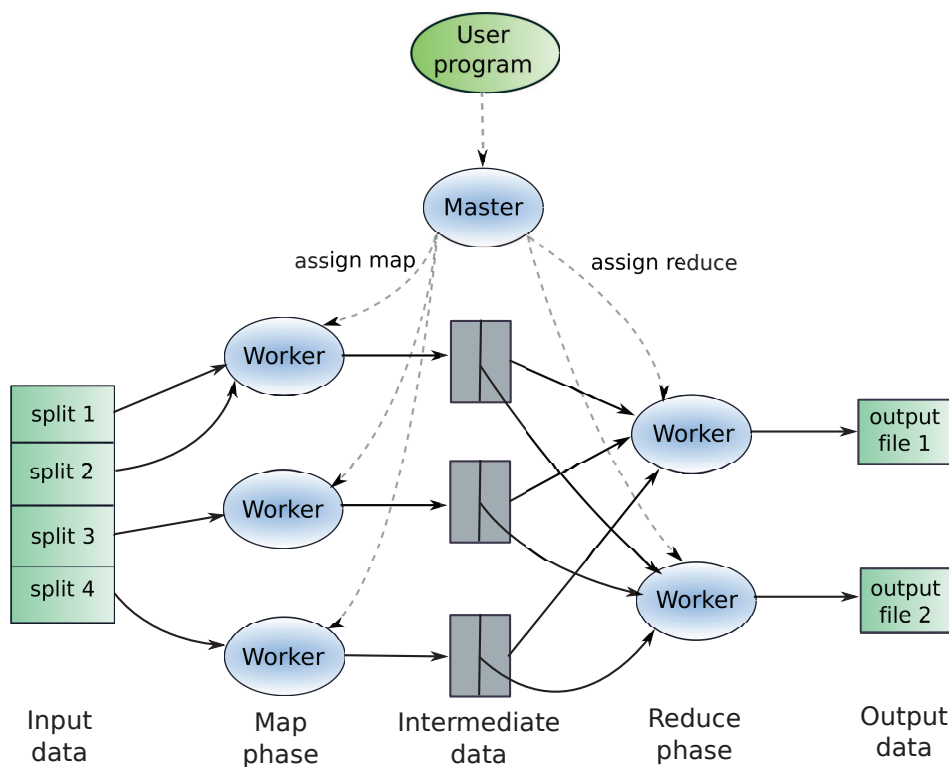 User
program
Master
assign map
assign reduce
Worker
split 1
output
file 1
Worker
split 2
Worker
split 3
split 4
Worker
output
file 2
Worker
Input
data
Map
phase
Intermediate
data
Reduce
phase
Output
data